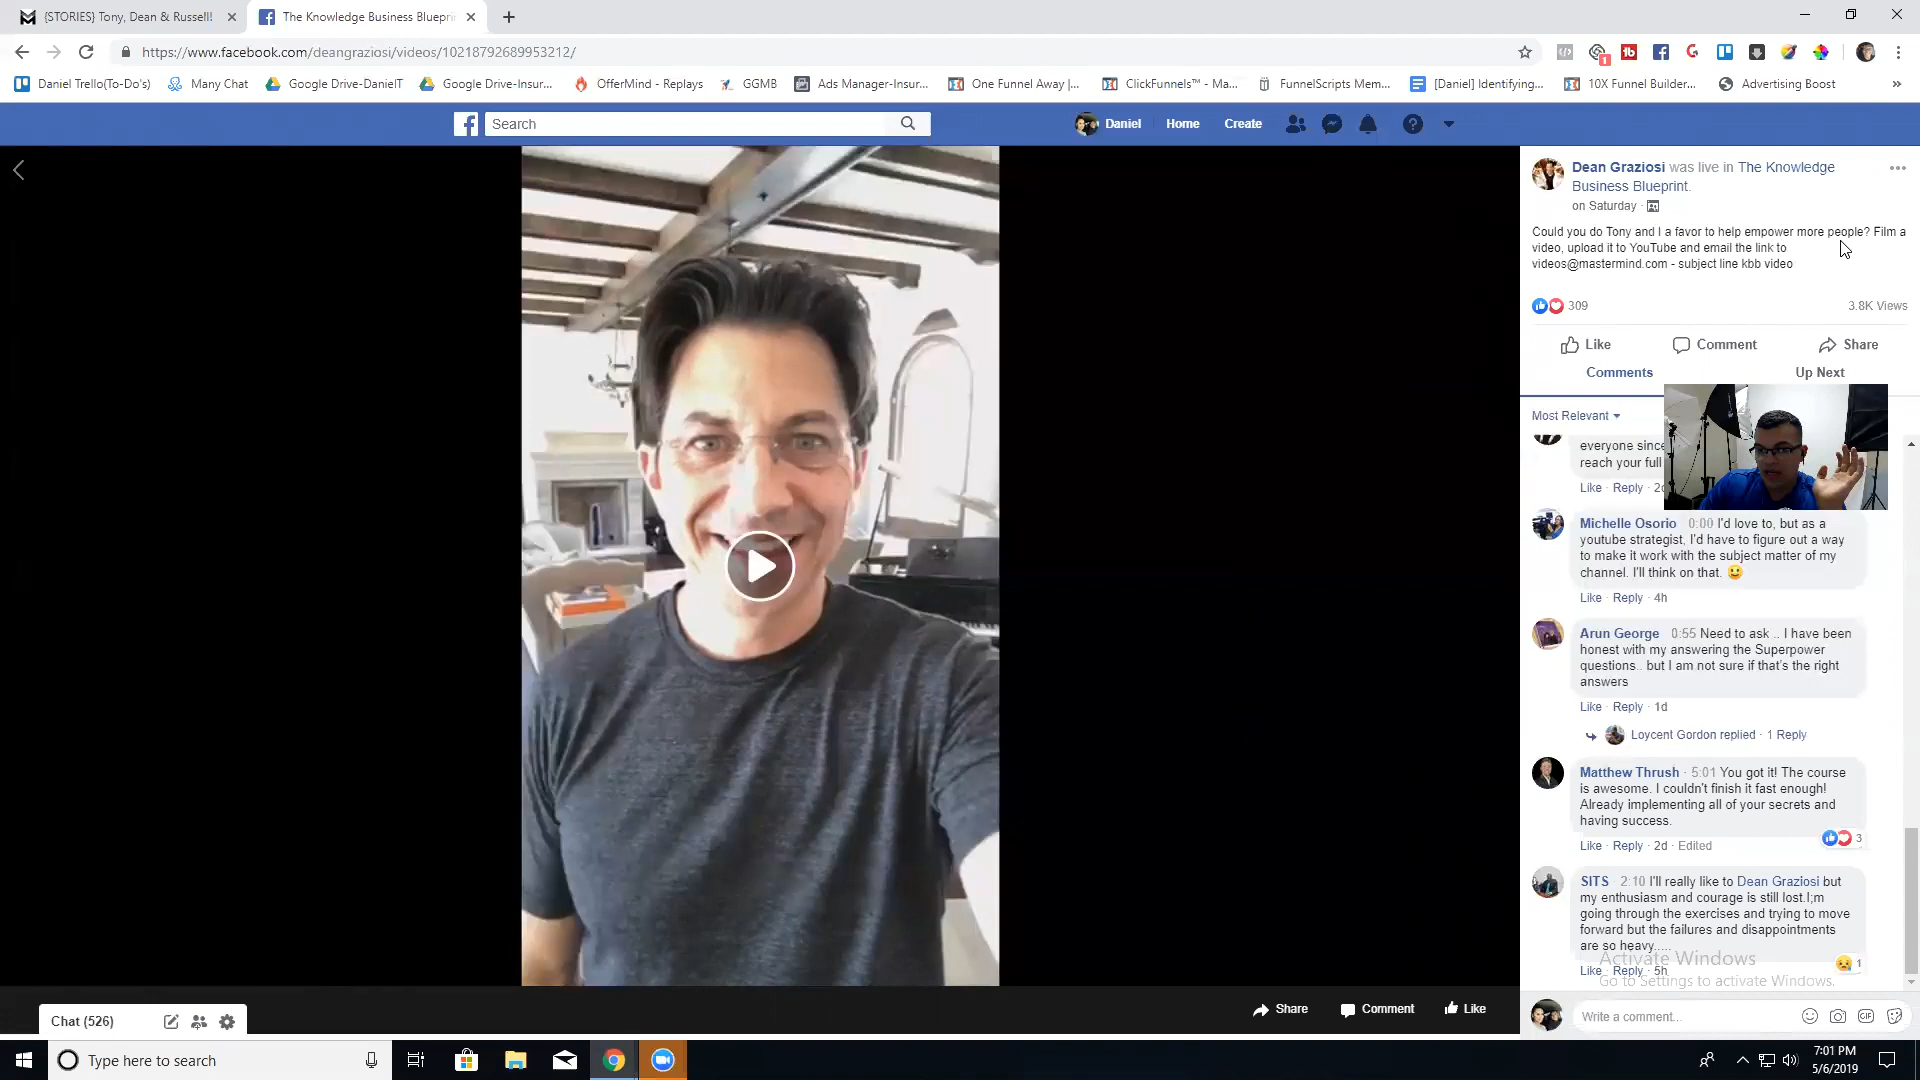 {STORIES} Tony, Dean & Russell!
The Knowledge Business Blueprin
https://www.facebook.com/deangraziosi/videos/10218792689953212/
Daniel Trello(To-Do's)
Many Chat
Google Drive-DanielT
Google Drive-Insur...
OfferMind - Replays
GGMB
Ads Manager-Insur...
One Funnel Away |...
ClickFunnels™ - Ma...
FunnelScripts Mem...
[Daniel] Identifying...
10X Funnel Builder...
Advertising Boost
Search
Daniel
Home
Create
Dean Graziosi was live in The Knowledge
Business Blueprint.
on Saturday ·
Could you do Tony and I a favor to help empower more people? Film a
video, upload it to YouTube and email the link to
videos@mastermind.com - subject line kbb video
309
3.8K Views
Like
Comment
Share
Comments
Up Next
Most Relevant
everyone since
reach your full
Like · Reply ·
Michelle Osorio · 0:00 I'd love to, but as a
youtube strategist, I'd have to figure out a way
to make it work with the subject matter of my
channel. I'll think on that.
Like · Reply · 4h
Arun George · 0:55 Need to ask .. I have been
honest with my answering the Superpower
questions.. but I am not sure if that's the right
answers
Like · Reply · 1d
Loycent Gordon replied · 1 Reply
Matthew Thrush · 5:01 You got it! The course
is awesome. I couldn't finish it fast enough!
Already implementing all of your secrets and
having success.
3
Like · Reply · 2d · Edited
SITS · 2:10 I'll really like to Dean Graziosi but
my enthusiasm and courage is still lost.I;m
going through the exercises and trying to move
forward but the failures and disappointments
are so heavy.....
1
Like · Reply · 5h
Activate Windows
Go to Settings to activate Windows.
Write a comment...
GIF
Share
Comment
Like
Chat (526)
Type here to search
7:01 PM
5/6/2019